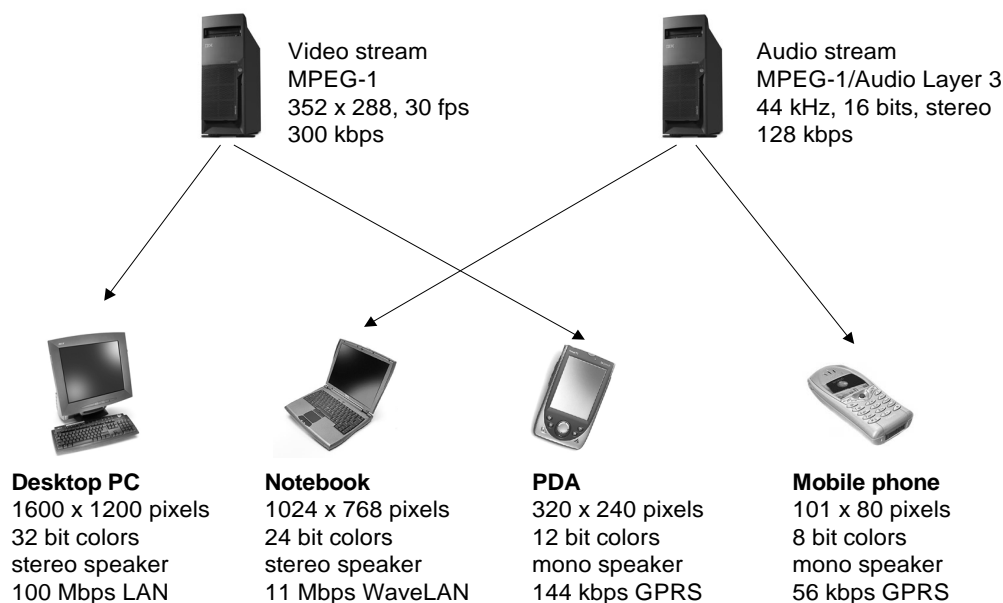 Video stream
MPEG-1
352 x 288, 30 fps
300 kbps
Audio stream
MPEG-1/Audio Layer 3
44 kHz, 16 bits, stereo
128 kbps
Desktop PC
1600 x 1200 pixels
32 bit colors
stereo speaker
100 Mbps LAN
Notebook
1024 x 768 pixels
24 bit colors
stereo speaker
11 Mbps WaveLAN
PDA
320 x 240 pixels
12 bit colors
mono speaker
144 kbps GPRS
Mobile phone
101 x 80 pixels
8 bit colors
mono speaker
56 kbps GPRS